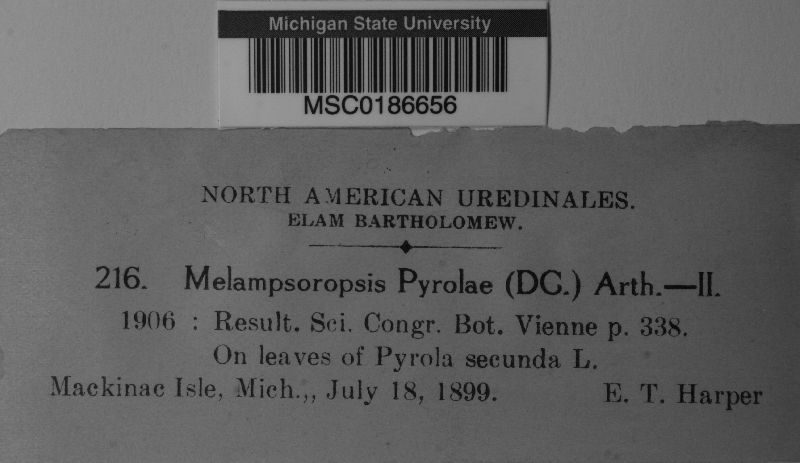 Michigan State University
MSC0186656
NORTH AMERICAN UREDINALES.
ELAM BARTHOLOMEW.
216. Melampsoropsis Pyrolae (DC.) Arth.—II.
1906 : Result. Sci. Congr. Bot. Vienne p. 338.
On leaves of Pyrola secunda L.
Mackinac Isle, Mich.,, July 18, 1899. E. T. Harper